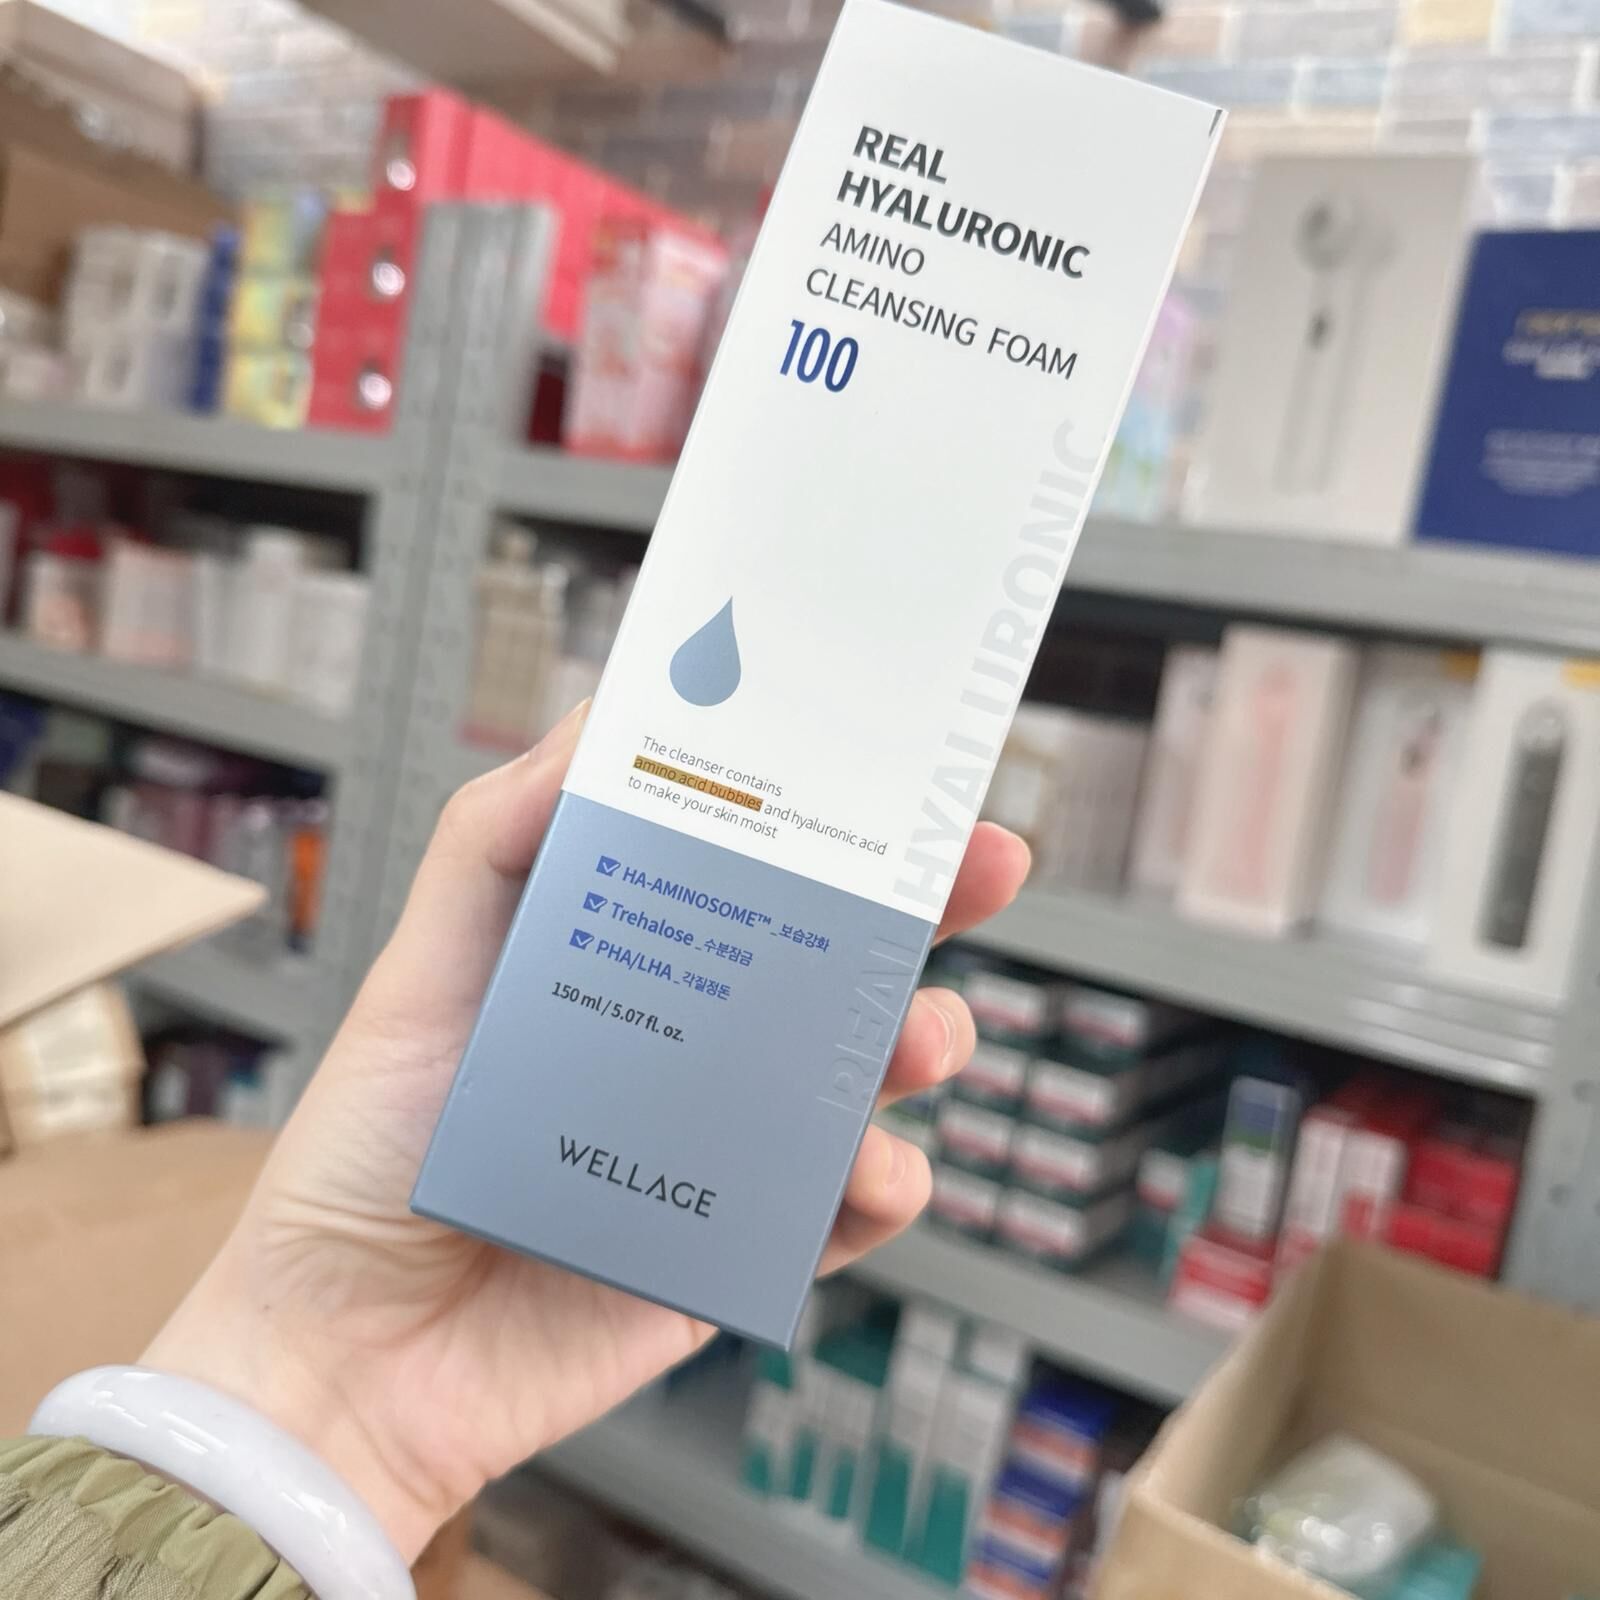 REAL
HYALURONIC
AMINO
CLEANSING FOAM
100
The cleanser contains
amino acid bubbles and hyaluronic acid
to make your skin moist
HA-AMINOSOME™_보습강화
Trehalose_수분잠금
PHA/LHA_각질정돈
150 ml / 5.07 fl. oz.
WELLAGE
REAL HYALURONIC